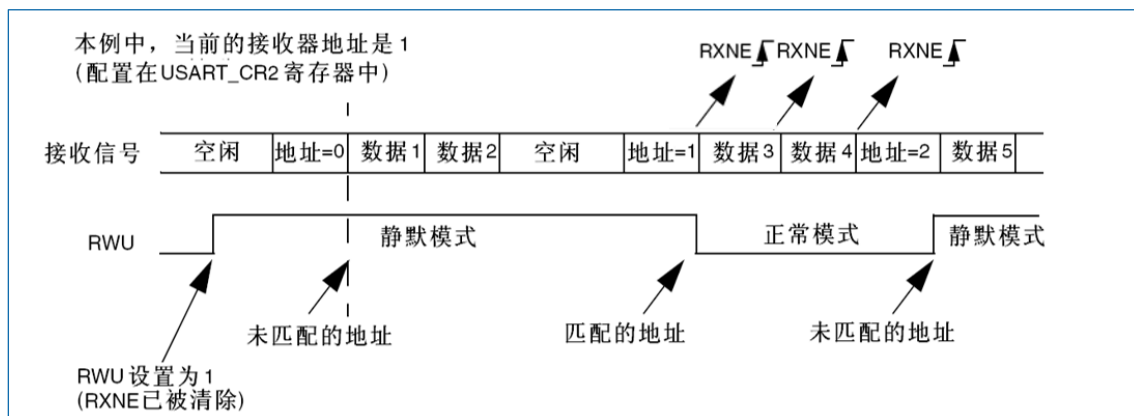 本例中，当前的接收器地址是 1
(配置在USART_CR2 寄存器中)
RXNE RXNE RXNE
接收信号 空闲 地址=0 数据1 数据2 空闲 地址=1 数据3 数据4 地址=2 数据5
RWU 静默模式 正常模式 静默模式
未匹配的地址 匹配的地址 未匹配的地址
RWU 设置为 1
(RXNE已被清除)